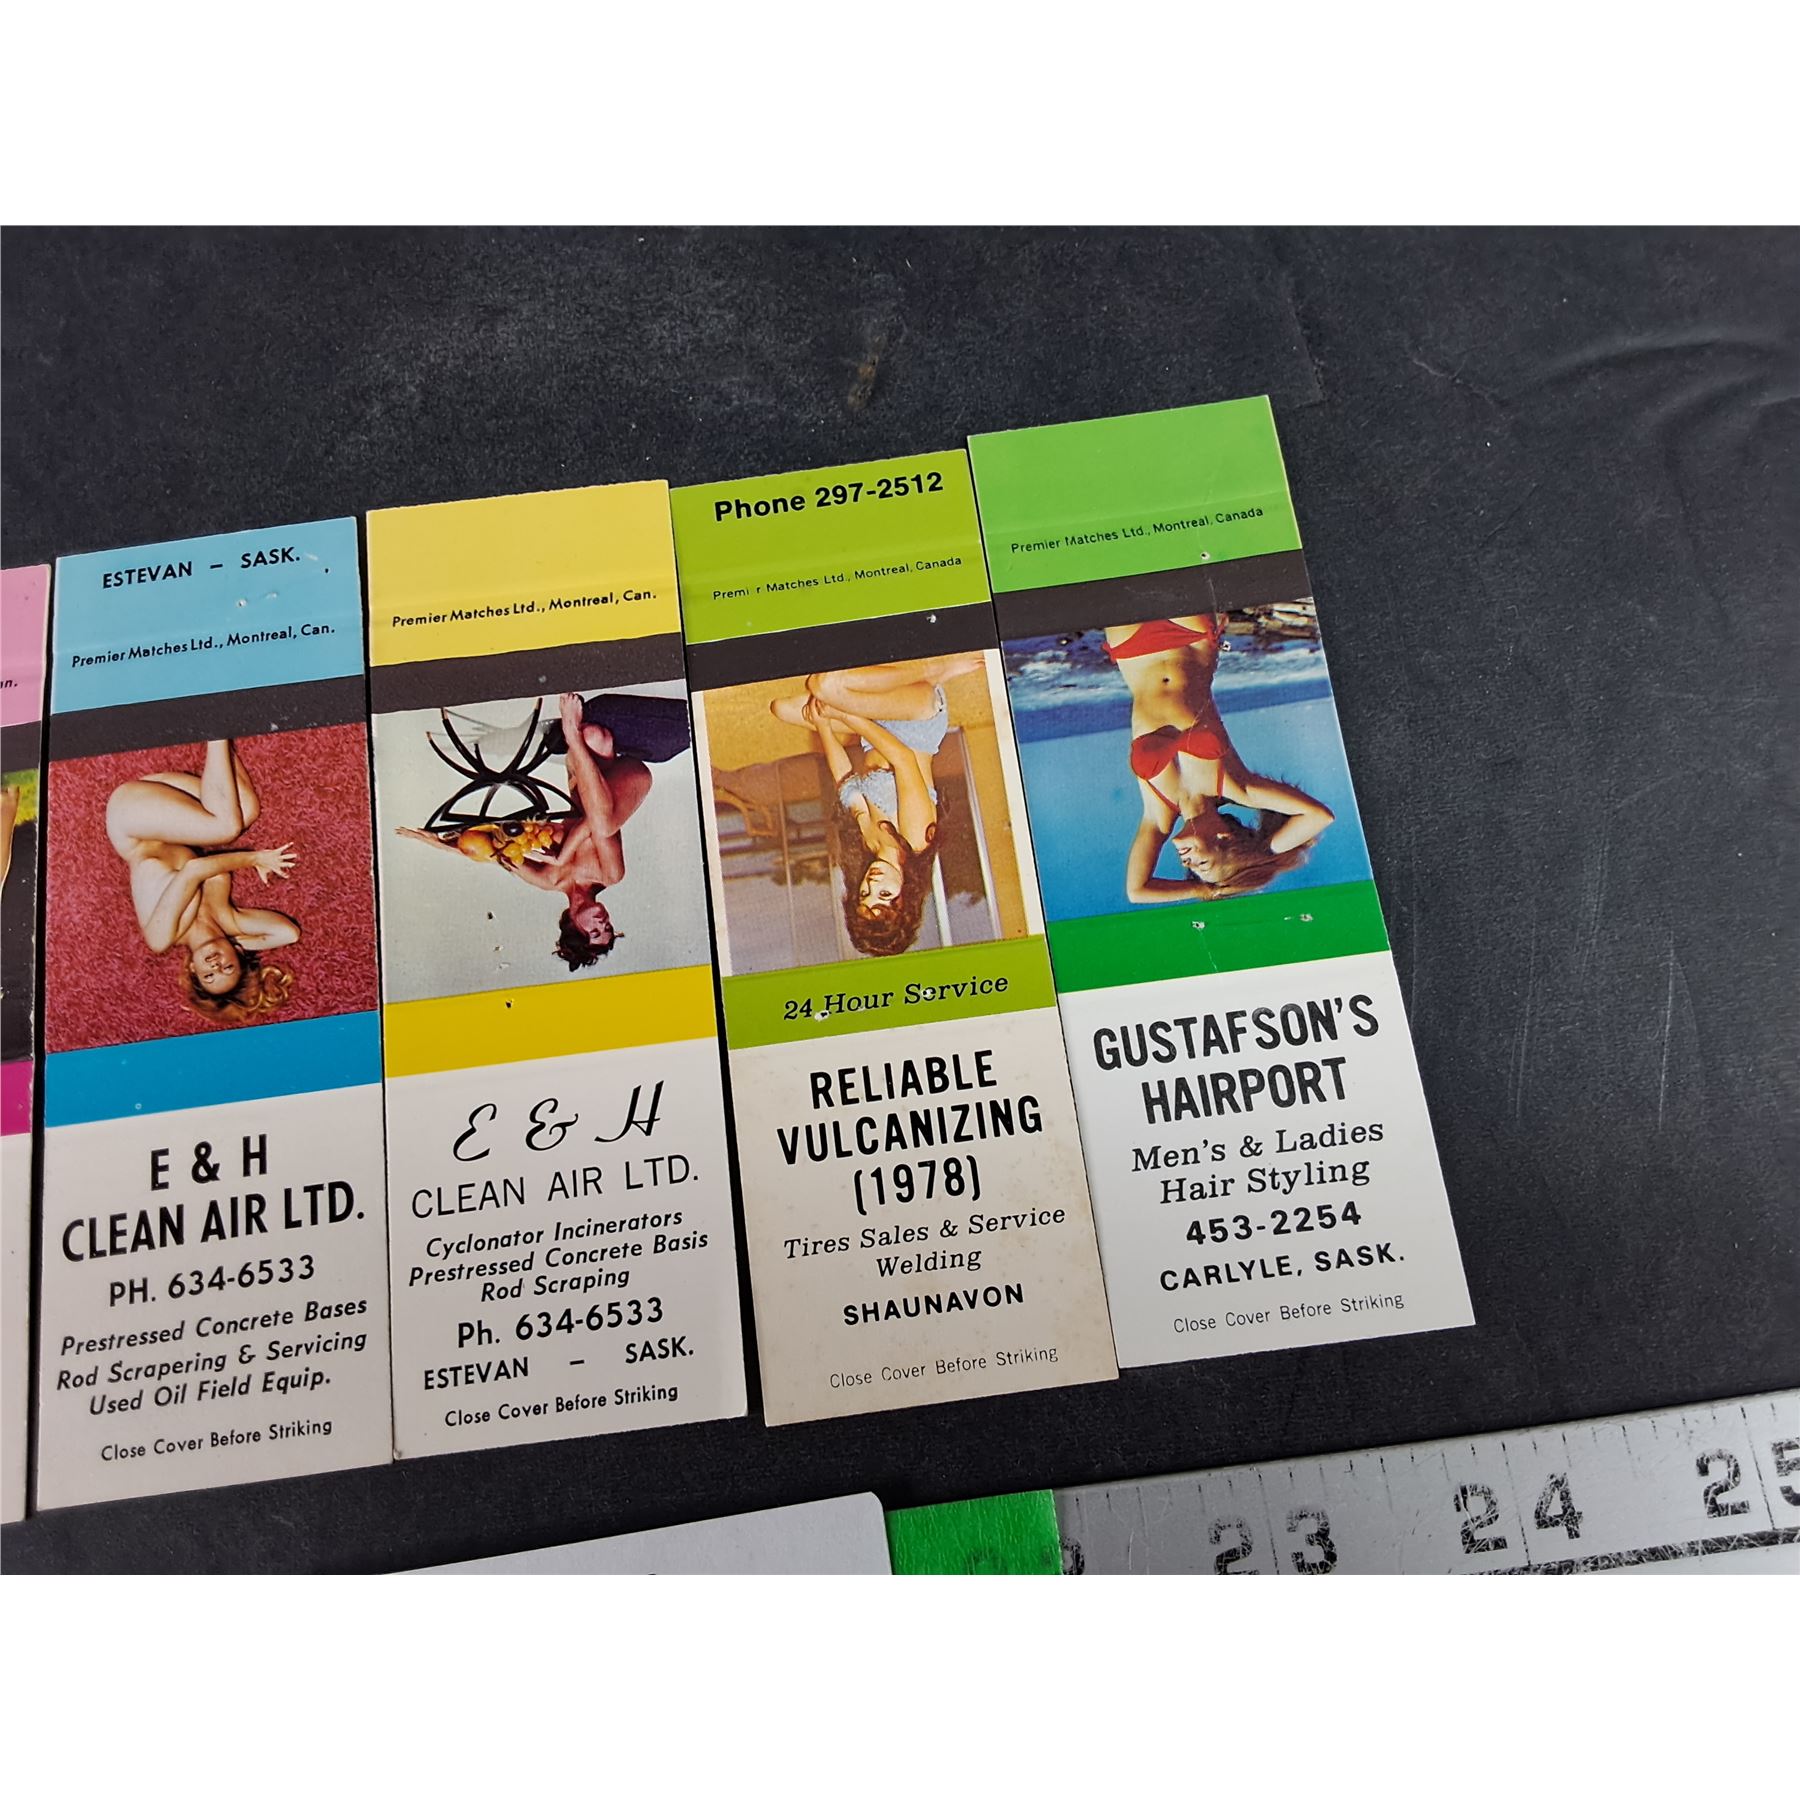 ESTEVAN – SASK.
Premier Matches Ltd., Montreal, Can.
E & H
CLEAN AIR LTD.
PH. 634-6533
Prestressed Concrete Bases
Rod Scrapering & Servicing
Used Oil Field Equip.
Close Cover Before Striking
Premier Matches Ltd., Montreal, Can.
E & H
CLEAN AIR LTD.
Cyclonator Incinerators
Prestressed Concrete Basis
Rod Scraping
Ph. 634-6533
ESTEVAN – SASK.
Close Cover Before Striking
Phone 297-2512
Premi r Matches Ltd., Montreal, Canada
24 Hour Service
RELIABLE
VULCANIZING
(1978)
Tires Sales & Service
Welding
SHAUNAVON
Close Cover Before Striking
Premier Matches Ltd., Montreal, Canada
GUSTAFSON'S
HAIRPORT
Men's & Ladies
Hair Styling
453-2254
CARLYLE, SASK.
Close Cover Before Striking
23 24 25